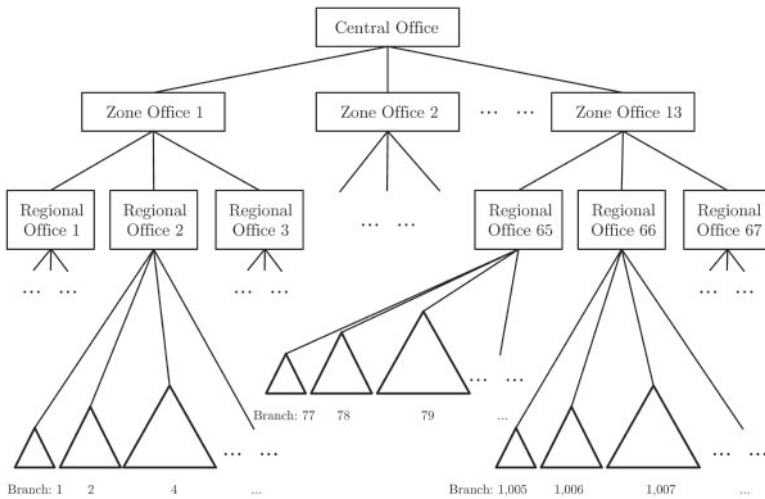 Central Office
Zone Office 1
Zone Office 2
... ...
Zone Office 13
Regional
Office 1
Regional
Office 2
Regional
Office 3
... ...
Regional
Office 65
Regional
Office 66
Regional
Office 67
... ...
... ...
... ...
... ...
Branch: 77 78 79 ...
... ...
... ...
Branch: 1 2 4 ...
Branch: 1,005 1,006 1,007 ...